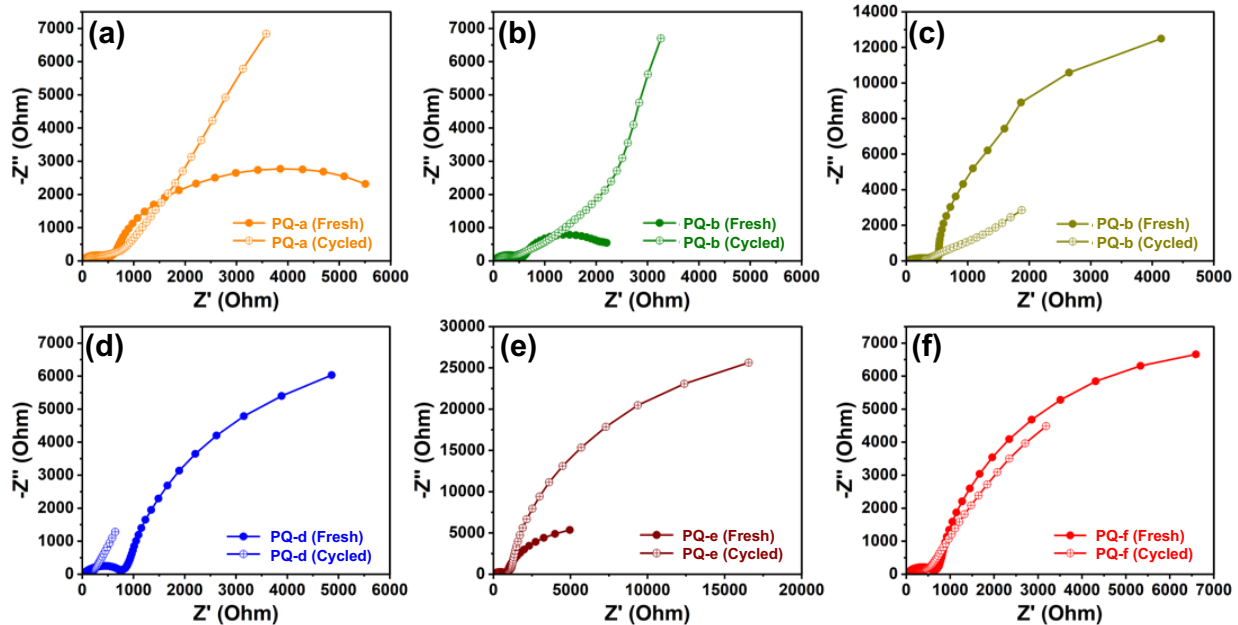 (a)
7000
6000
5000
4000
3000
2000
1000
0
-Z'' (Ohm)
PQ-a (Fresh)
PQ-a (Cycled)
0 1000 2000 3000 4000 5000 6000
Z' (Ohm)
(b)
7000
6000
5000
4000
3000
2000
1000
0
-Z'' (Ohm)
PQ-b (Fresh)
PQ-b (Cycled)
0 1000 2000 3000 4000 5000 6000
Z' (Ohm)
(c)
14000
12000
10000
8000
6000
4000
2000
0
-Z'' (Ohm)
PQ-b (Fresh)
PQ-b (Cycled)
0 1000 2000 3000 4000 5000
Z' (Ohm)
(d)
7000
6000
5000
4000
3000
2000
1000
0
-Z'' (Ohm)
PQ-d (Fresh)
PQ-d (Cycled)
0 1000 2000 3000 4000 5000 6000
Z' (Ohm)
(e)
30000
25000
20000
15000
10000
5000
0
-Z'' (Ohm)
PQ-e (Fresh)
PQ-e (Cycled)
0 5000 10000 15000 20000
Z' (Ohm)
(f)
7000
6000
5000
4000
3000
2000
1000
0
-Z'' (Ohm)
PQ-f (Fresh)
PQ-f (Cycled)
0 1000 2000 3000 4000 5000 6000 7000
Z' (Ohm)